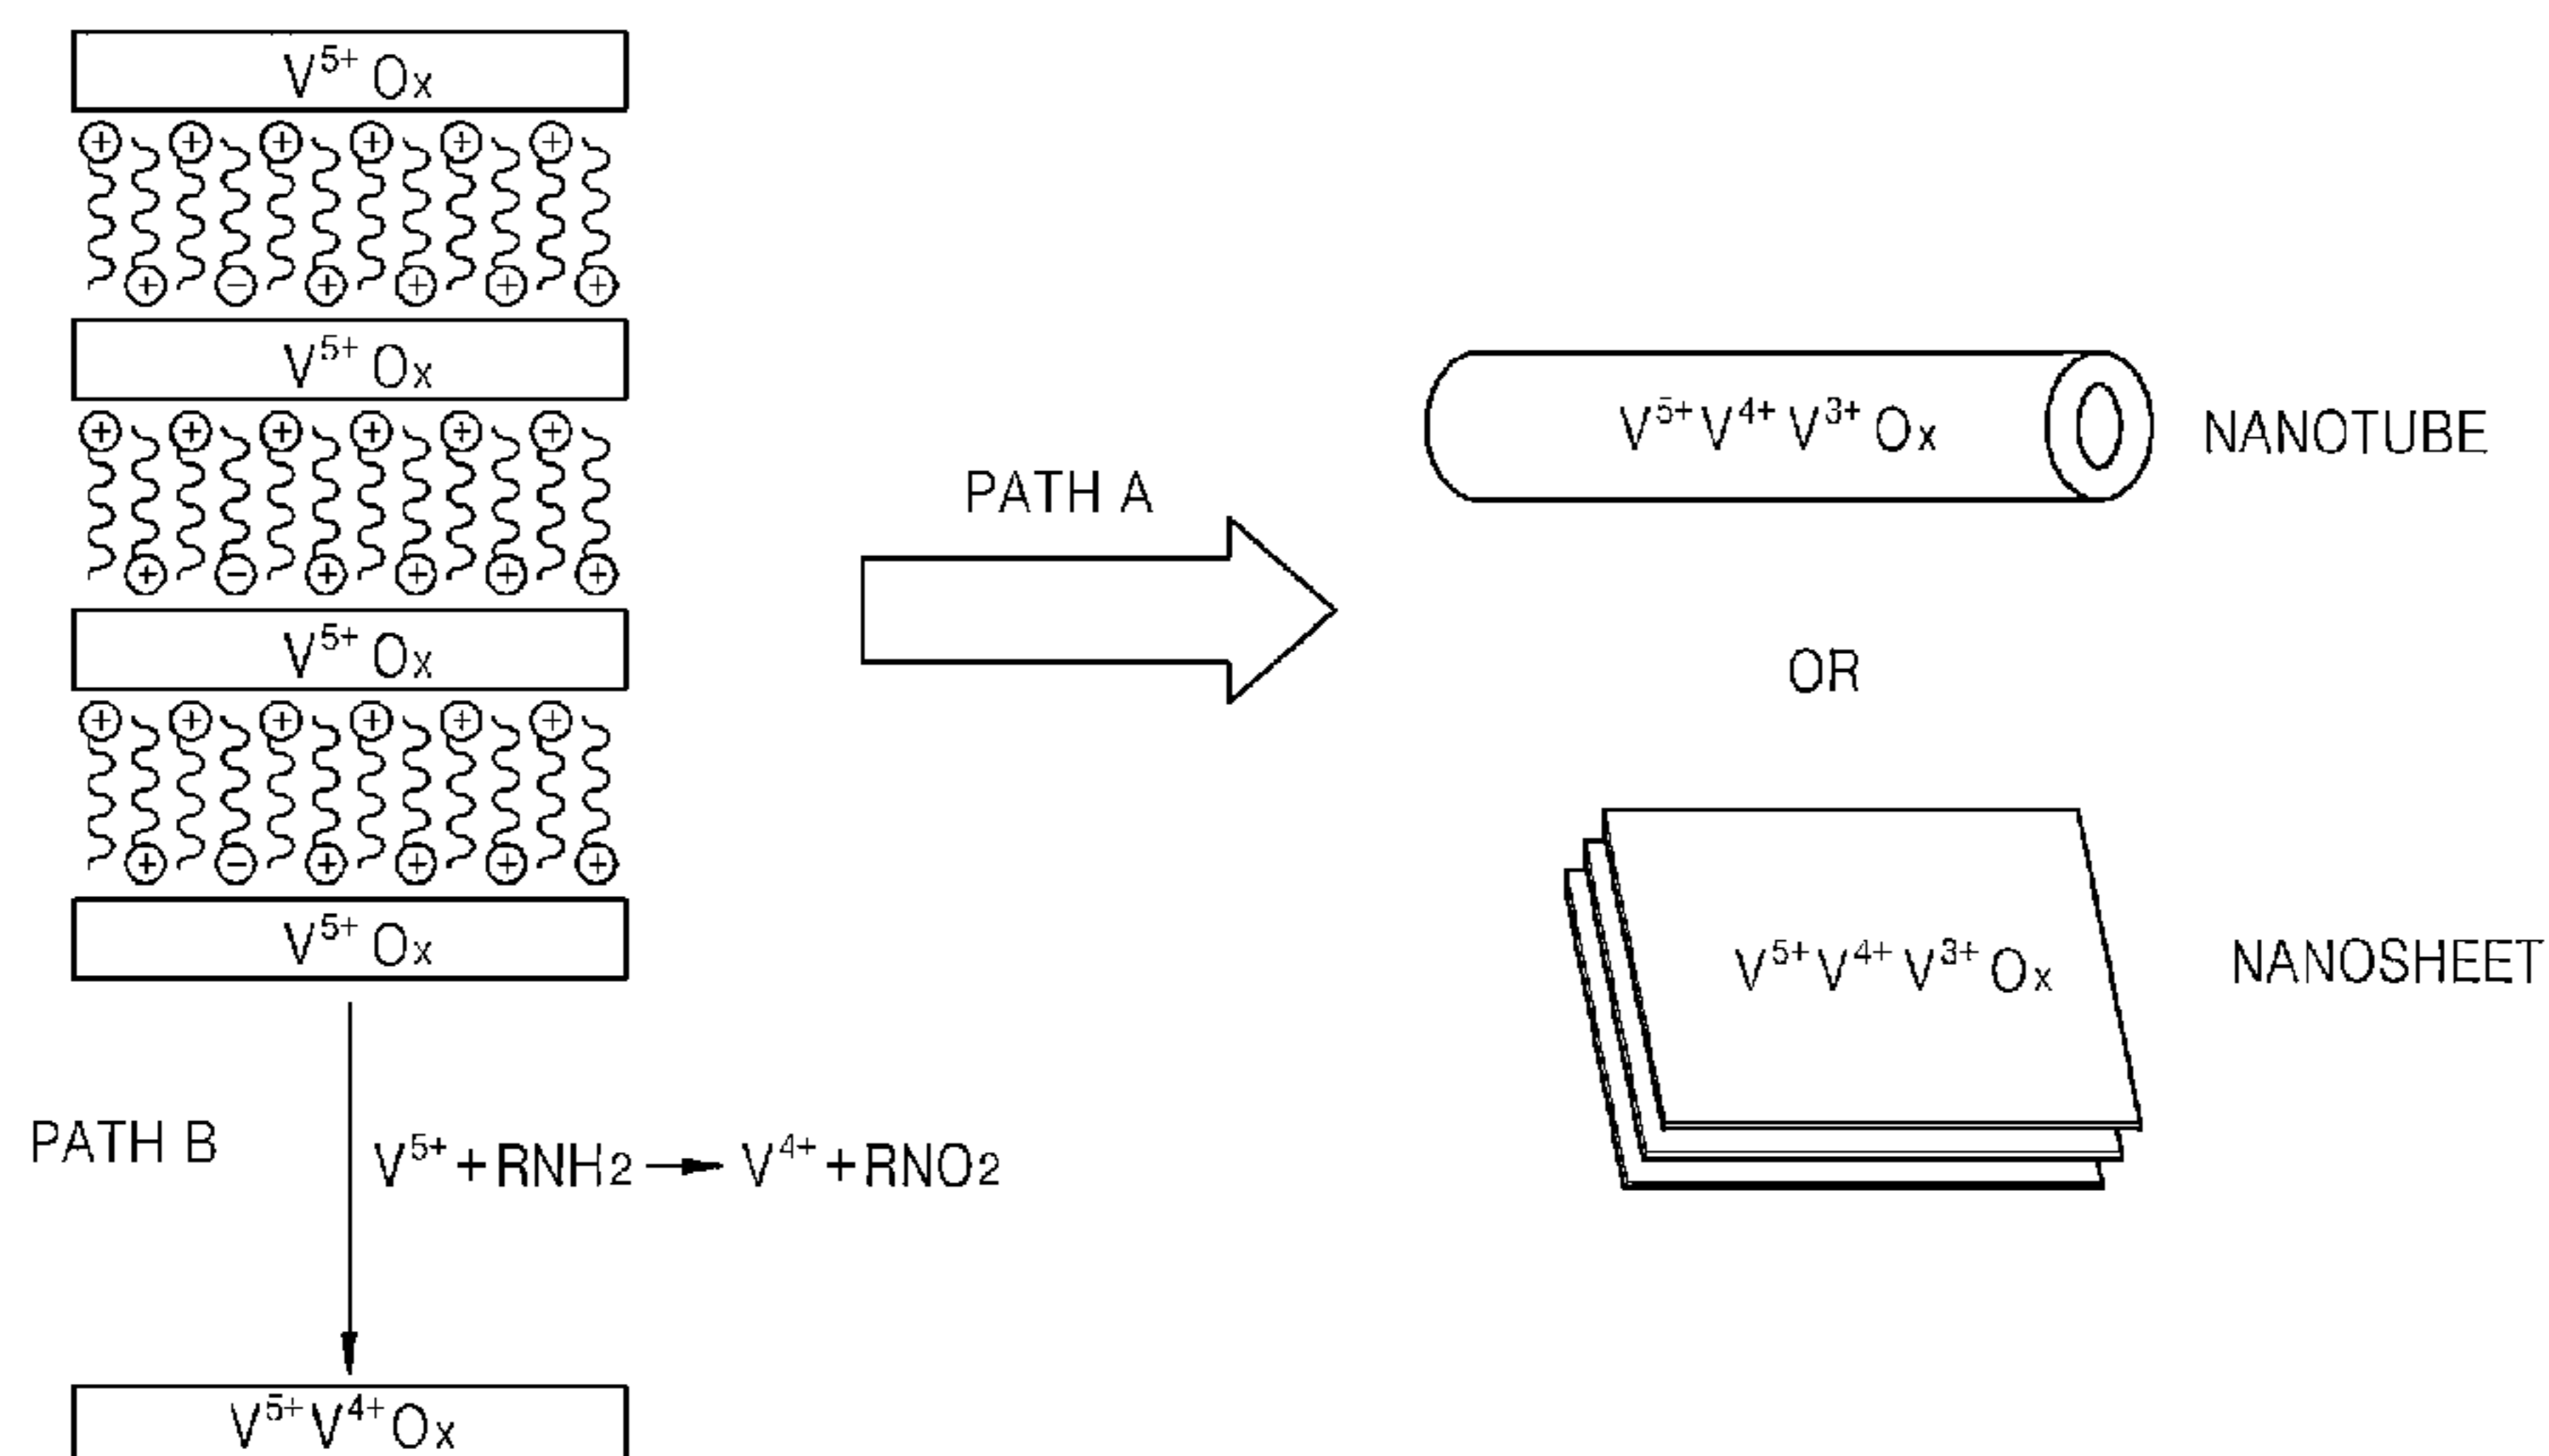 V⁵⁺ Ox
V⁵⁺ Ox
V⁵⁺ Ox
V⁵⁺ Ox
PATH A
V⁵⁺ V⁴⁺ V³⁺ Ox
NANOTUBE
OR
V⁵⁺ V⁴⁺ V³⁺ Ox
NANOSHEET
PATH B
V⁵⁺ + RNH₂ → V⁴⁺ + RNO₂
V⁵⁺ V⁴⁺ Ox